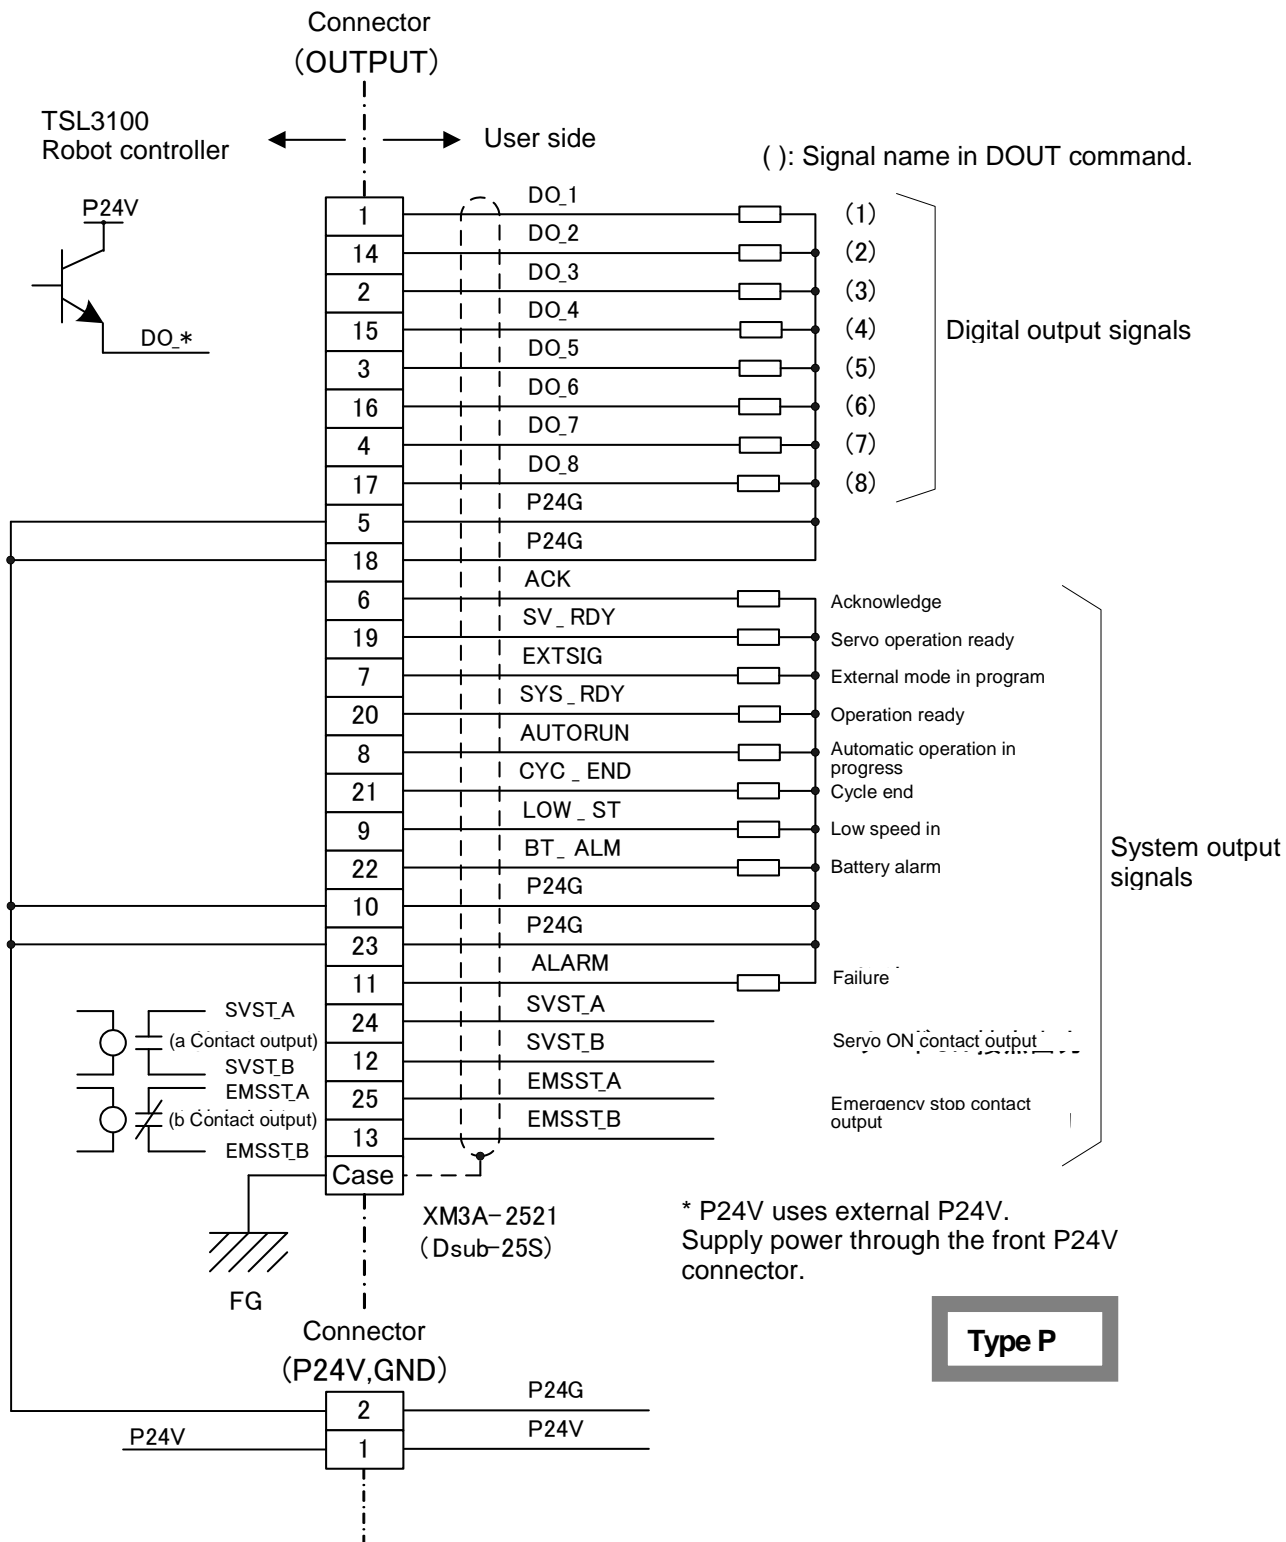 Connector
(OUTPUT)
TSL3100
Robot controller
User side
( ): Signal name in DOUT command.
P24V
DO_*
1 DO_1 (1)
14 DO_2 (2)
2 DO_3 (3)
15 DO_4 (4)
3 DO_5 (5)
16 DO_6 (6)
4 DO_7 (7)
17 DO_8 (8)
Digital output signals
5 P24G
18 P24G
6 ACK Acknowledge
19 SV_RDY Servo operation ready
7 EXTSIG External mode in program
20 SYS_RDY Operation ready
8 AUTORUN Automatic operation in
progress
21 CYC_END Cycle end
9 LOW_ST Low speed in
22 BT_ALM Battery alarm
10 P24G
23 P24G
11 ALARM Failure
24 SVST_A
12 SVST_B Servo ON contact output
25 EMSST_A
13 EMSST_B Emergency stop contact
output
System output
signals
SVST_A
(a Contact output)
SVST_B
EMSST_A
(b Contact output)
EMSST_B
Case
FG
XM3A-2521
(Dsub-25S)
* P24V uses external P24V.
Supply power through the front P24V
connector.
Type P
Connector
(P24V,GND)
2 P24G
P24V 1 P24V